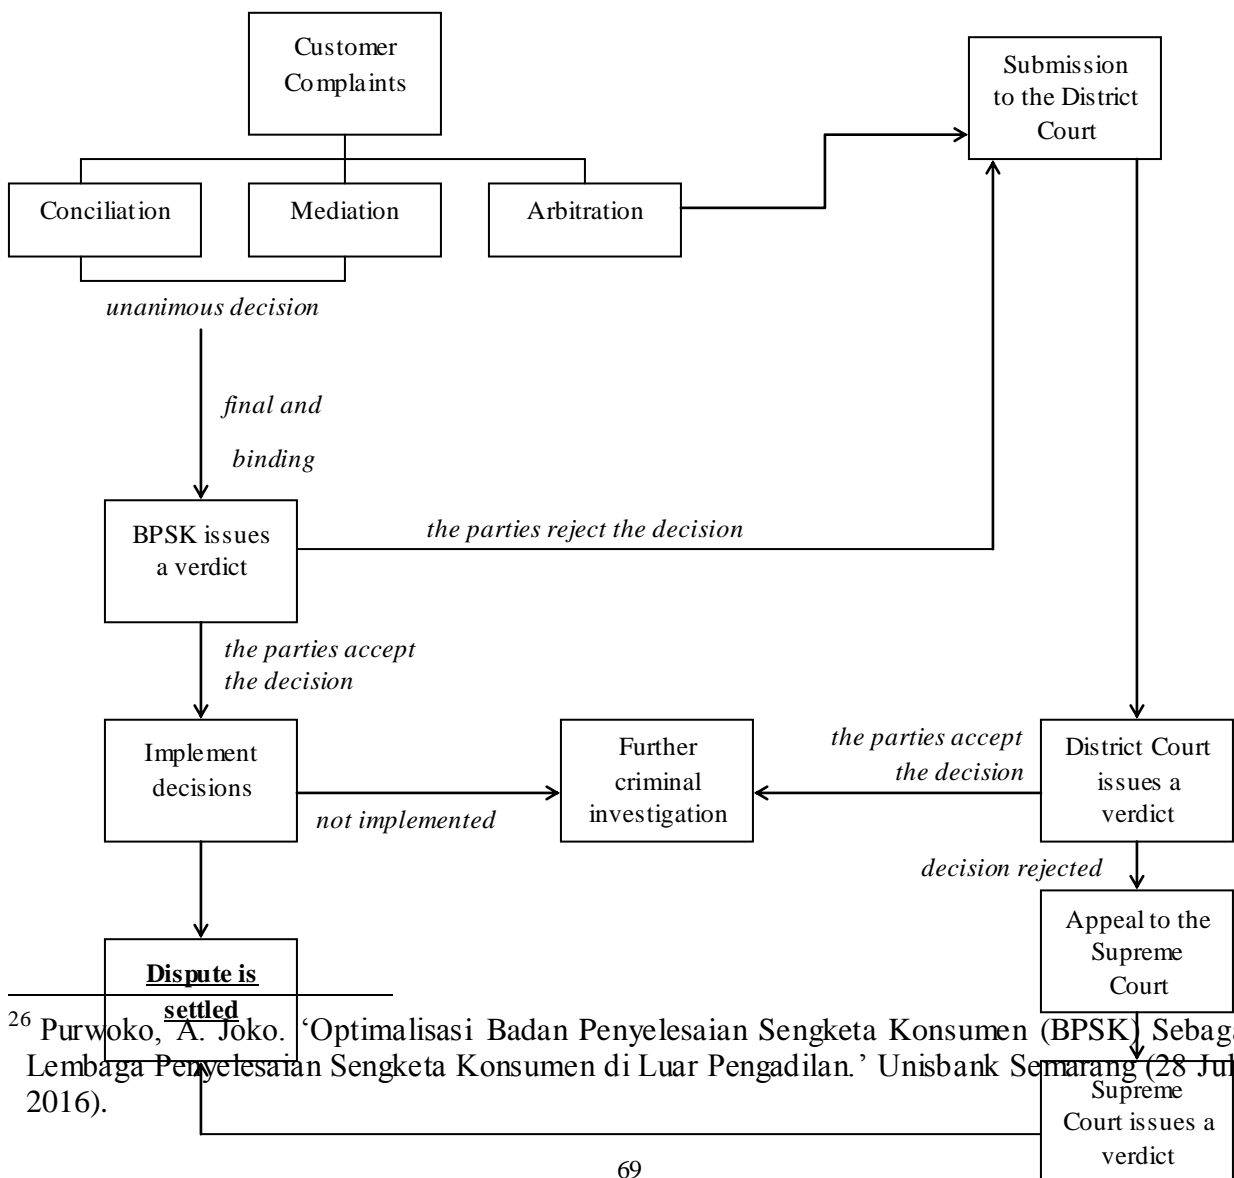 Customer
Complaints
Submission
to the District
Court
Conciliation
Mediation
Arbitration
unanimous decision
final and
binding
BPSK issues
a verdict
the parties reject the decision
the parties accept
the decision
Implement
decisions
not implemented
Further
criminal
investigation
the parties accept
the decision
District Court
issues a
verdict
decision rejected
Appeal to the
Supreme
Court
Dispute is
settled
Supreme
Court issues a
verdict
26 Purwoko, A. Joko. ‘Optimalisasi Badan Penyelesaian Sengketa Konsumen (BPSK) Sebaga
Lembaga Penyelesaian Sengketa Konsumen di Luar Pengadilan.’ Unisbank Semarang (28 Jul
2016).
69